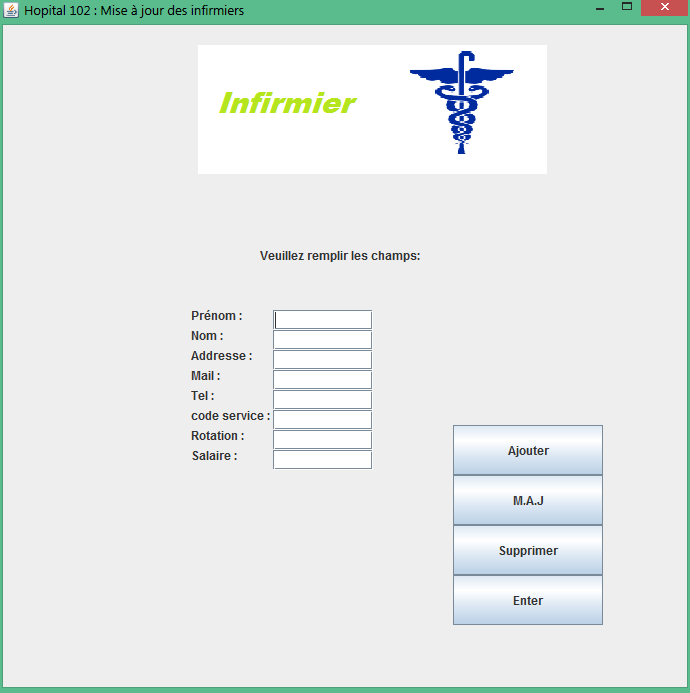 Hopital 102 : Mise à jour des infirmiers
Infirmier
Veuillez remplir les champs:
Prénom :
Nom :
Addresse :
Mail :
Tel :
code service :
Rotation :
Salaire :
Ajouter
M.A.J
Supprimer
Enter